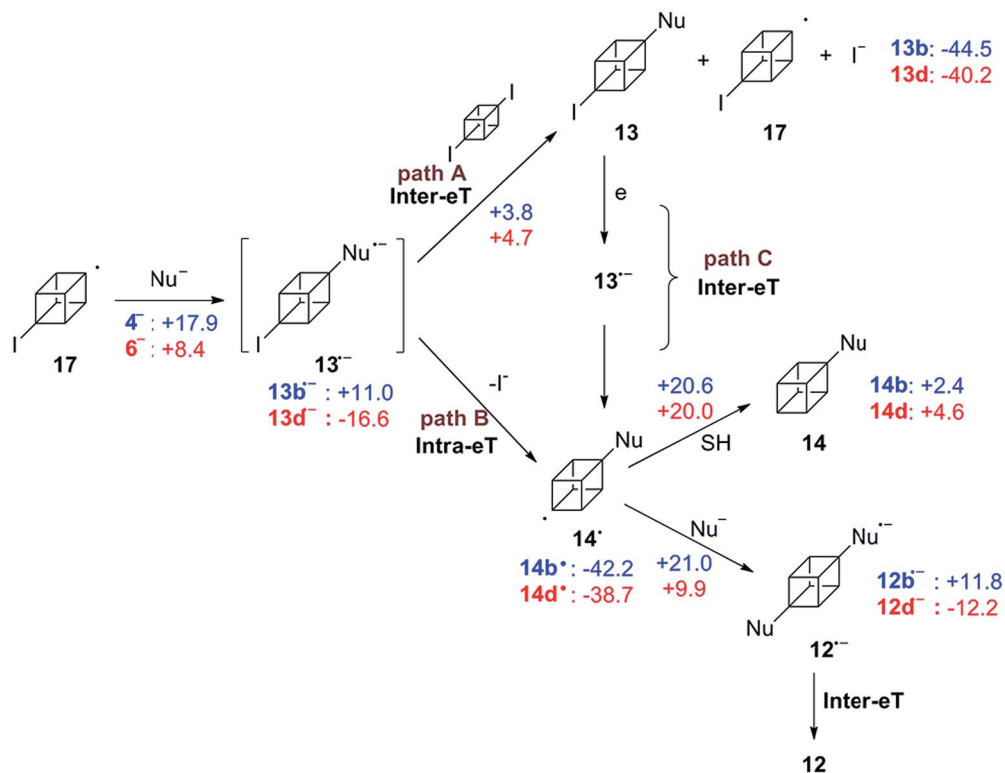 Nu
I
13
+
17
+ I⁻
13b: -44.5
13d: -40.2
I
I
I
path A
Inter-eT
+3.8
+4.7
e
13•−
path C
Inter-eT
I
17
Nu⁻
4⁻ : +17.9
6⁻ : +8.4
Nu•−
I
13•−
13b•− : +11.0
13d•− : -16.6
-I⁻
path B
Intra-eT
Nu
14•
14b• : -42.2
14d• : -38.7
+20.6
+20.0
SH
Nu
14
14b: +2.4
14d: +4.6
Nu⁻
+21.0
+9.9
Nu•−
Nu
12•−
12b•− : +11.8
12d•− : -12.2
Inter-eT
12